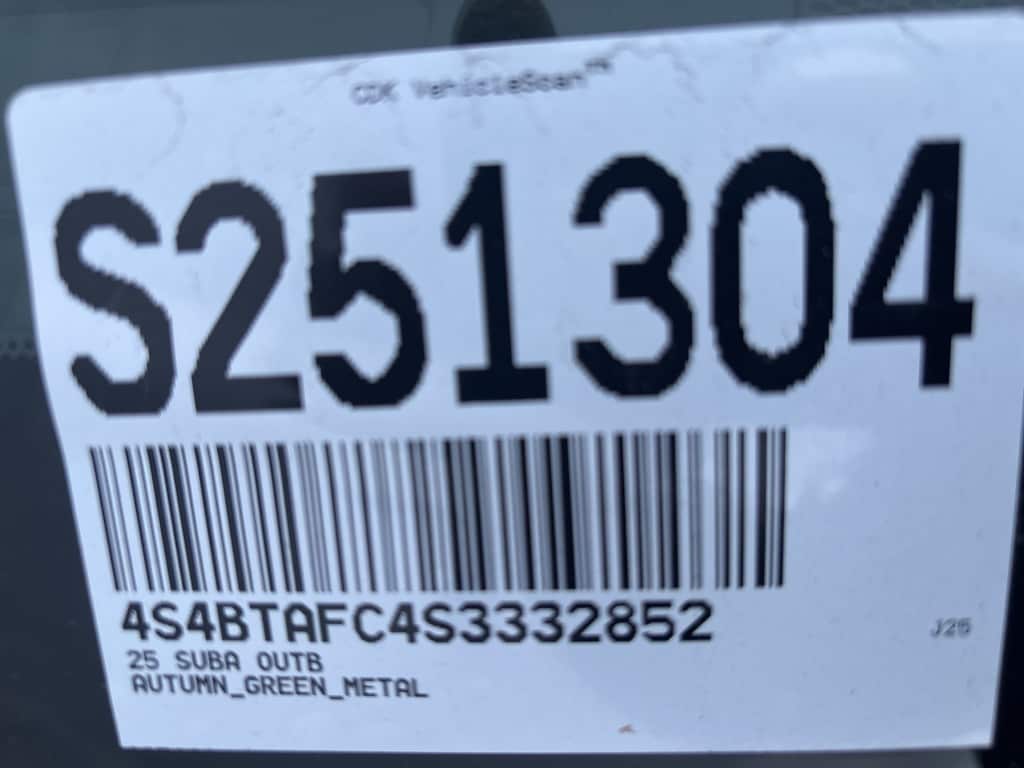 CDK VehicleScan™
S251304
4S4BTAFC4S3332852
J25
25 SUBA OUTB
AUTUMN_GREEN_METAL